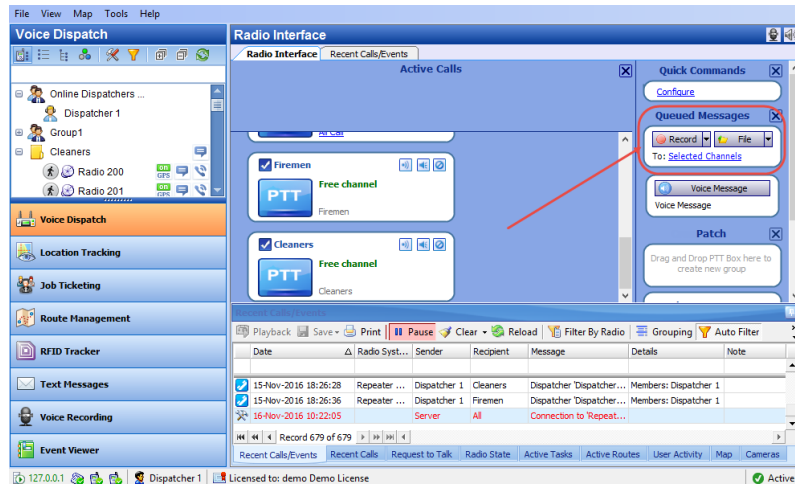 File View Map Tools Help
Voice Dispatch
Radio Interface
Radio Interface Recent Calls/Events
Active Calls
Quick Commands
Configure
Queued Messages
Record File
To: Selected Channels
Voice Message
Voice Message
Patch
Drag and Drop PTT Box here to
create new group
Online Dispatchers ...
Dispatcher 1
Group1
Cleaners
Radio 200 on GPS
Radio 201 on GPS
All Call
Firemen
PTT
Free channel
Firemen
Cleaners
PTT
Free channel
Cleaners
Voice Dispatch
Location Tracking
Job Ticketing
Route Management
RFID Tracker
Text Messages
Voice Recording
Event Viewer
Recent Calls/Events
Playback Save Print Pause Clear Reload Filter By Radio Grouping Auto Filter
Date Radio Syst... Sender Recipient Message Details Note
15-Nov-2016 18:26:28 Repeater ... Dispatcher 1 Cleaners Dispatcher 'Dispatcher... Members: Dispatcher 1
15-Nov-2016 18:26:36 Repeater ... Dispatcher 1 Firemen Dispatcher 'Dispatcher... Members: Dispatcher 1
16-Nov-2016 10:22:05 Server All Connection to 'Repeat...
Record 679 of 679
Recent Calls/Events Recent Calls Request to Talk Radio State Active Tasks Active Routes User Activity Map Cameras
127.0.0.1 Dispatcher 1 Licensed to: demo Demo License Active